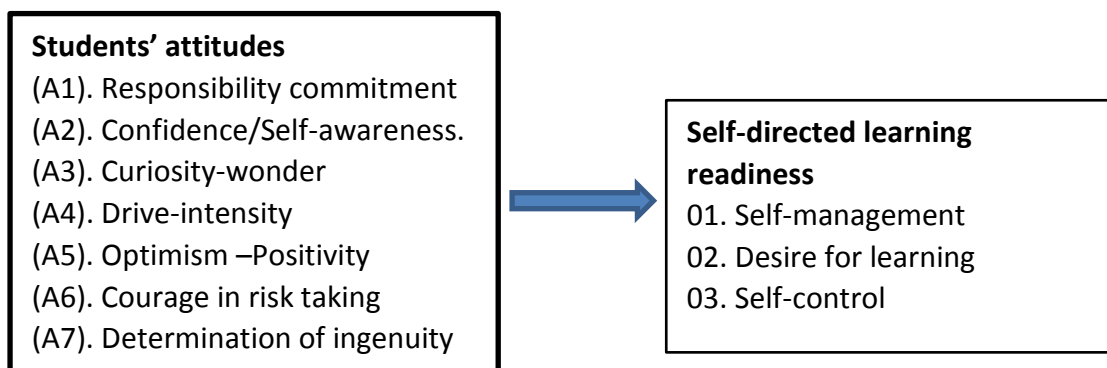 Students’ attitudes
(A1). Responsibility commitment
(A2). Confidence/Self-awareness.
(A3). Curiosity-wonder
(A4). Drive-intensity
(A5). Optimism –Positivity
(A6). Courage in risk taking
(A7). Determination of ingenuity
Self-directed learning
readiness
01. Self-management
02. Desire for learning
03. Self-control